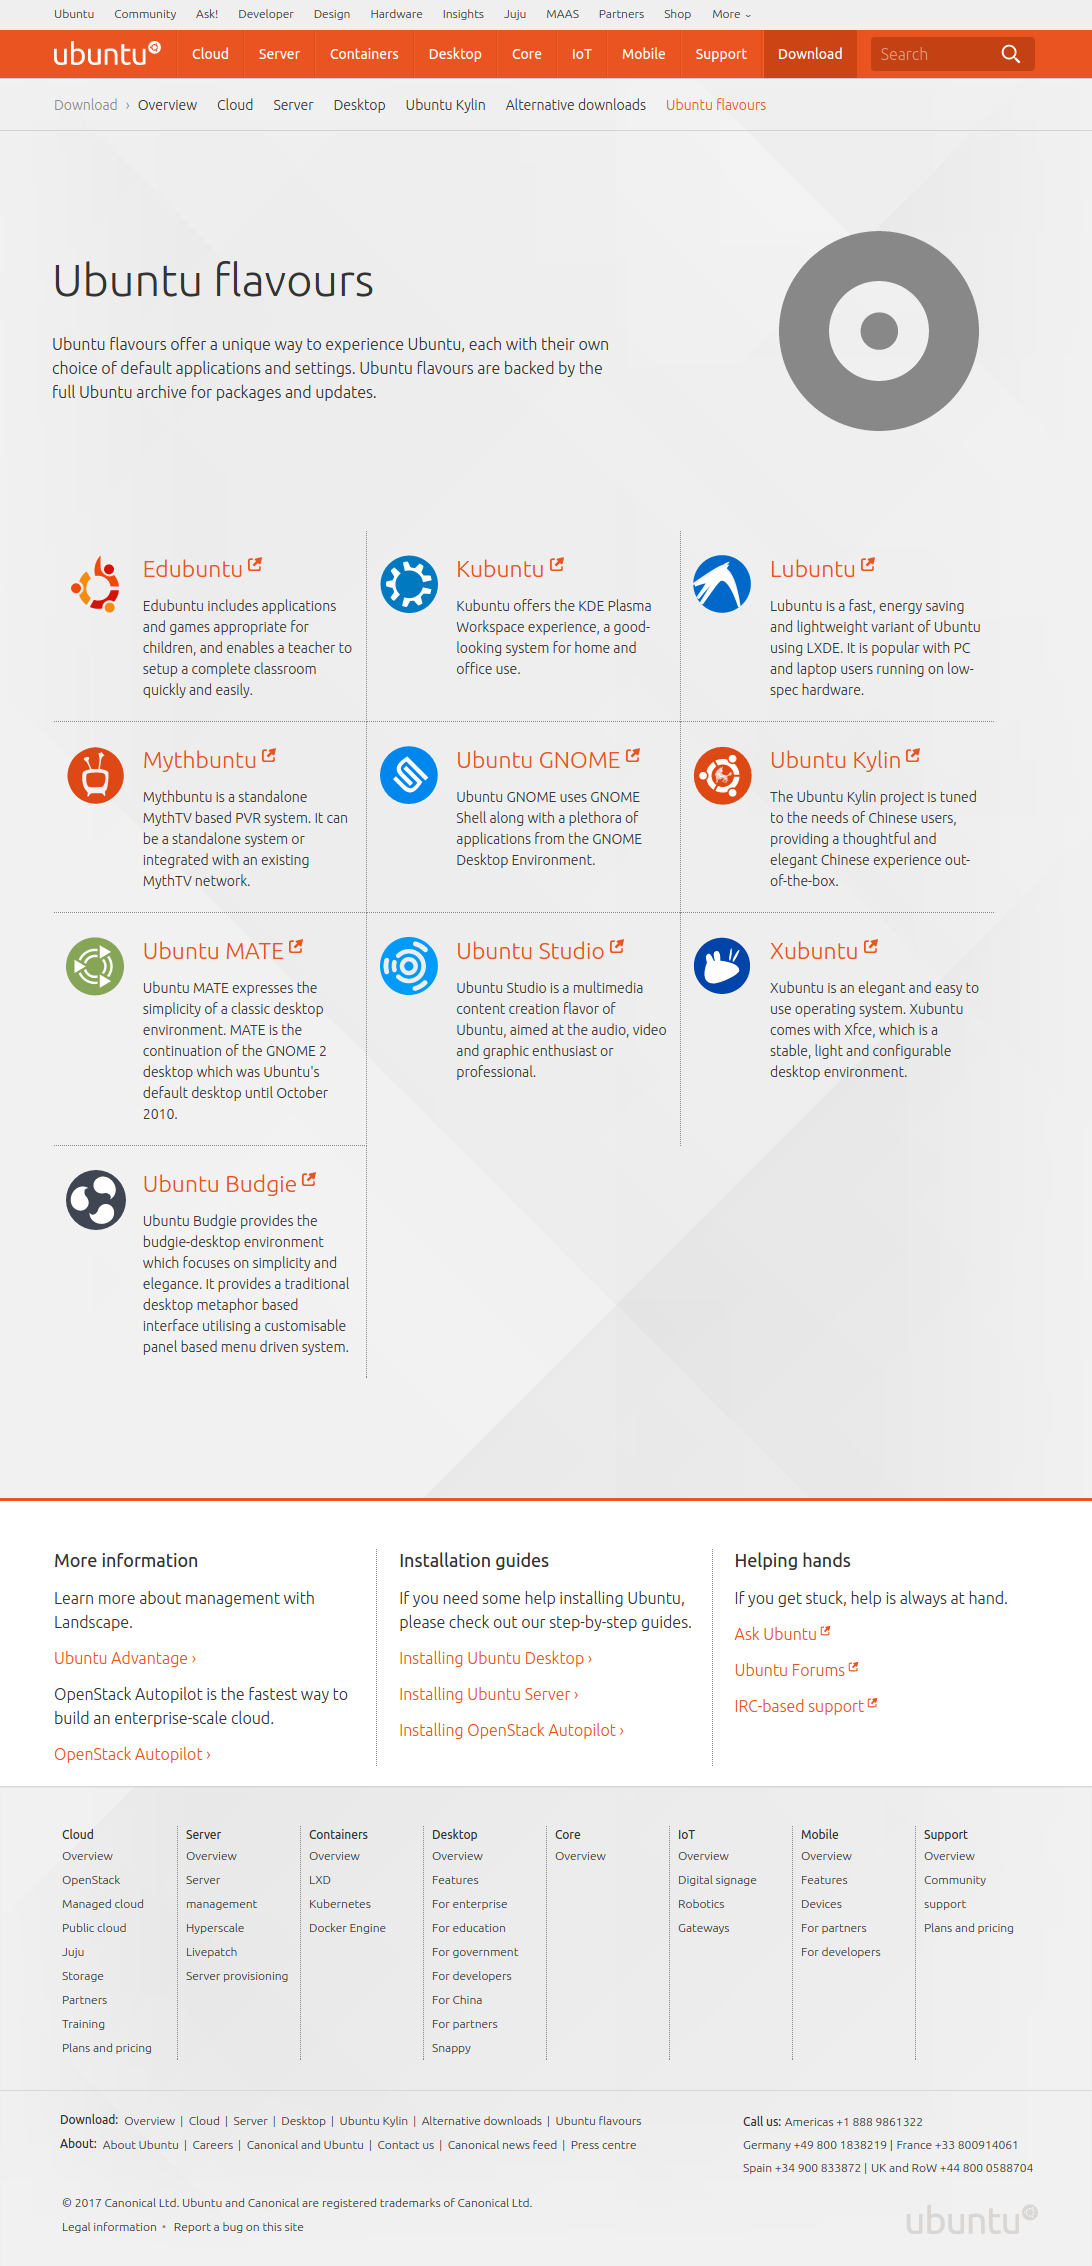 Ubuntu Community Ask! Developer Design Hardware Insights Juju MAAS Partners Shop More
ubuntu Cloud Server Containers Desktop Core IoT Mobile Support Download Search
Download › Overview Cloud Server Desktop Ubuntu Kylin Alternative downloads Ubuntu flavours
Ubuntu flavours
Ubuntu flavours offer a unique way to experience Ubuntu, each with their own
choice of default applications and settings. Ubuntu flavours are backed by the
full Ubuntu archive for packages and updates.
Edubuntu
Edubuntu includes applications
and games appropriate for
children, and enables a teacher to
setup a complete classroom
quickly and easily.
Kubuntu
Kubuntu offers the KDE Plasma
Workspace experience, a good-
looking system for home and
office use.
Lubuntu
Lubuntu is a fast, energy saving
and lightweight variant of Ubuntu
using LXDE. It is popular with PC
and laptop users running on low-
spec hardware.
Mythbuntu
Mythbuntu is a standalone
MythTV based PVR system. It can
be a standalone system or
integrated with an existing
MythTV network.
Ubuntu GNOME
Ubuntu GNOME uses GNOME
Shell along with a plethora of
applications from the GNOME
Desktop Environment.
Ubuntu Kylin
The Ubuntu Kylin project is tuned
to the needs of Chinese users,
providing a thoughtful and
elegant Chinese experience out-
of-the-box.
Ubuntu MATE
Ubuntu MATE expresses the
simplicity of a classic desktop
environment. MATE is the
continuation of the GNOME 2
desktop which was Ubuntu's
default desktop until October
2010.
Ubuntu Studio
Ubuntu Studio is a multimedia
content creation flavor of
Ubuntu, aimed at the audio, video
and graphic enthusiast or
professional.
Xubuntu
Xubuntu is an elegant and easy to
use operating system. Xubuntu
comes with Xfce, which is a
stable, light and configurable
desktop environment.
Ubuntu Budgie
Ubuntu Budgie provides the
budgie-desktop environment
which focuses on simplicity and
elegance. It provides a traditional
desktop metaphor based
interface utilising a customisable
panel based menu driven system.
More information
Learn more about management with
Landscape.
Ubuntu Advantage ›
OpenStack Autopilot is the fastest way to
build an enterprise-scale cloud.
OpenStack Autopilot ›
Installation guides
If you need some help installing Ubuntu,
please check out our step-by-step guides.
Installing Ubuntu Desktop ›
Installing Ubuntu Server ›
Installing OpenStack Autopilot ›
Helping hands
If you get stuck, help is always at hand.
Ask Ubuntu
Ubuntu Forums
IRC-based support
Cloud
Overview
OpenStack
Managed cloud
Public cloud
Juju
Storage
Partners
Training
Plans and pricing
Server
Overview
Server
management
Hyperscale
Livepatch
Server provisioning
Containers
Overview
LXD
Kubernetes
Docker Engine
Desktop
Overview
Features
For enterprise
For education
For government
For developers
For China
For partners
Snappy
Core
Overview
IoT
Overview
Digital signage
Robotics
Gateways
Mobile
Overview
Features
Devices
For partners
For developers
Support
Overview
Community
support
Plans and pricing
Download: Overview | Cloud | Server | Desktop | Ubuntu Kylin | Alternative downloads | Ubuntu flavours
About: About Ubuntu | Careers | Canonical and Ubuntu | Contact us | Canonical news feed | Press centre
Call us: Americas +1 888 9861322
Germany +49 800 1838219 | France +33 800914061
Spain +34 900 833872 | UK and RoW +44 800 0588704
© 2017 Canonical Ltd. Ubuntu and Canonical are registered trademarks of Canonical Ltd.
Legal information • Report a bug on this site
ubuntu